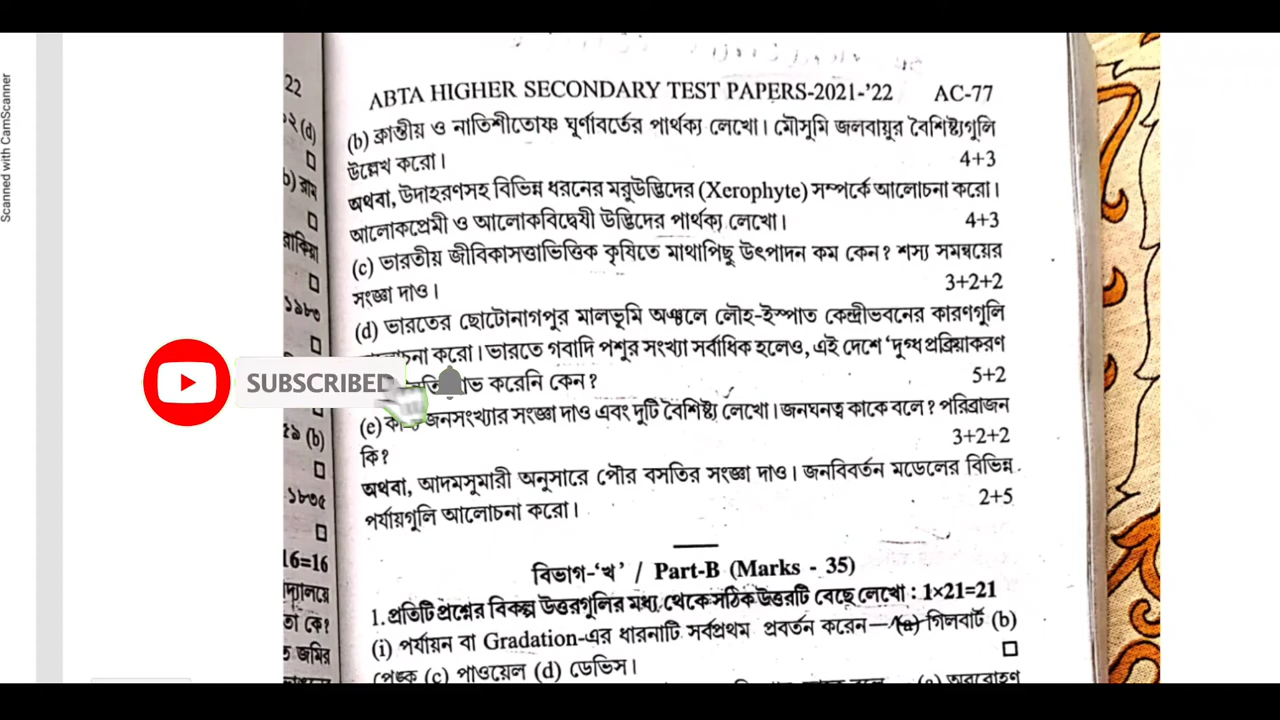 Scanned with CamScanner
22
ABTA HIGHER SECONDARY TEST PAPERS-2021-'22 AC-77
০২ (d)
(b) ক্রান্তীয় ও নাতিশীতোষ্ণ ঘূর্ণাবর্তের পার্থক্য লেখো। মৌসুমি জলবায়ুর বৈশিষ্ট্যগুলি
উল্লেখ করো। 4+3
b) রাম
অথবা, উদাহরণসহ বিভিন্ন ধরনের মরুউদ্ভিদের (Xerophyte) সম্পর্কে আলোচনা করো।
আলোকপ্রেমী ও আলোকবিদ্বেষী উদ্ভিদের পার্থক্য লেখো। 4+3
রাকিয়া
(c) ভারতীয় জীবিকাসত্তাভিত্তিক কৃষিতে মাথাপিছু উৎপাদন কম কেন? শস্য সমন্বয়ের
সংজ্ঞা দাও। 3+2+2
১৯৮৩
(d) ভারতের ছোটোনাগপুর মালভূমি অঞ্চলে লৌহ-ইস্পাত কেন্দ্রীভবনের কারণগুলি
করো। ভারতে গবাদি পশুর সংখ্যা সর্বাধিক হলেও, এই দেশে 'দুগ্ধ প্রক্রিয়াকরণ
SUBSCRIBED
করেনি কেন? 5+2
(e) জনসংখ্যার সংজ্ঞা দাও এবং দুটি বৈশিষ্ট্য লেখো। জনঘনত্ব কাকে বলে? পরিব্রাজন
কি? 3+2+2
৫৯ (b)
অথবা, আদমসুমারী অনুসারে পৌর বসতির সংজ্ঞা দাও। জনবিবর্তন মডেলের বিভিন্ন
পর্যায়গুলি আলোচনা করো। 2+5
১৮৩৫
16=16
বিভাগ-'খ' / Part-B (Marks - 35)
1. প্রতিটি প্রশ্নের বিকল্প উত্তরগুলির মধ্য থেকে সঠিক উত্তরটি বেছে লেখো : 1×21=21
তা কে?
(i) পর্যায়ন বা Gradation-এর ধারনাটি সর্বপ্রথম প্রবর্তন করেন—(a) গিলবার্ট (b)
জমির
পেঙ্ক (c) পাওয়েল (d) ডেভিস।